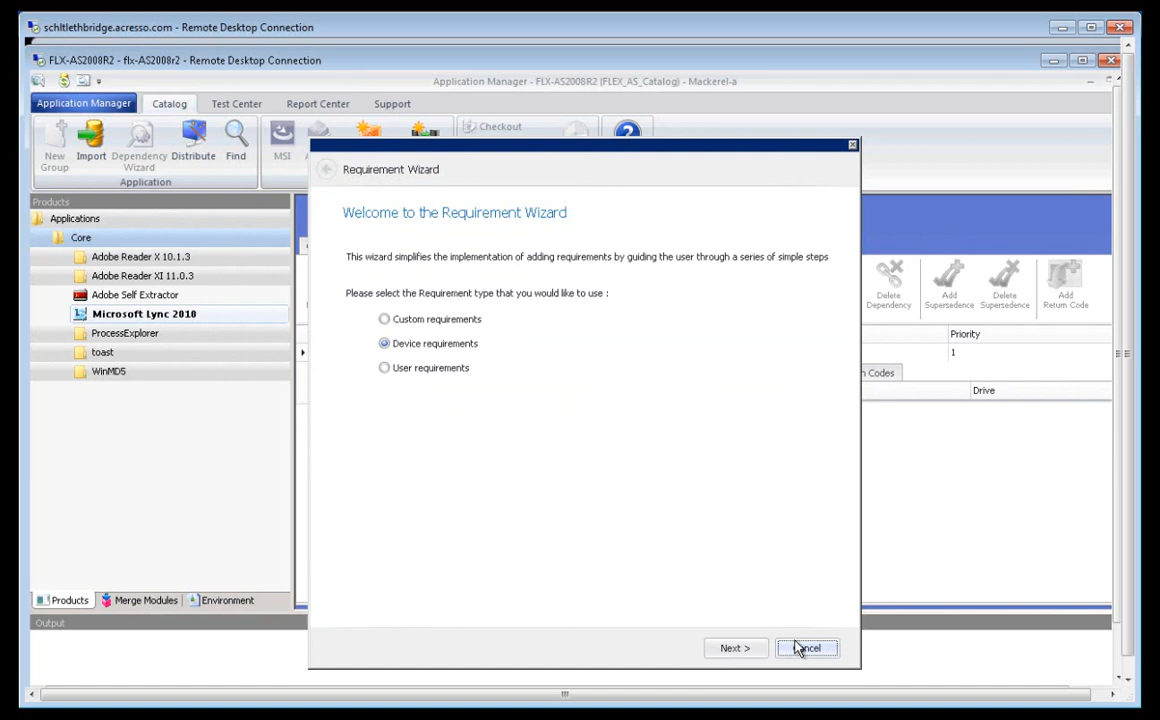 schltlethbridge.acresso.com - Remote Desktop Connection
FLX-AS2008R2 - flx-AS2008r2 - Remote Desktop Connection
Application Manager - FLX-AS2008R2 (FLEX_AS_Catalog) - Mackerel-a
Application Manager Catalog Test Center Report Center Support
New Group
Import
Dependency Wizard
Distribute
Find
MSI
Checkout
Application
Products
Applications
Core
Adobe Reader X 10.1.3
Adobe Reader XI 11.0.3
Adobe Self Extractor
Microsoft Lync 2010
ProcessExplorer
toast
WinMD5
Products Merge Modules Environment
Output
Requirement Wizard
Welcome to the Requirement Wizard
This wizard simplifies the implementation of adding requirements by guiding the user through a series of simple steps
Please select the Requirement type that you would like to use :
Custom requirements
Device requirements
User requirements
Next >
Delete Dependency
Add Supersedence
Delete Supersedence
Add Return Code
Priority
1
Codes
Drive